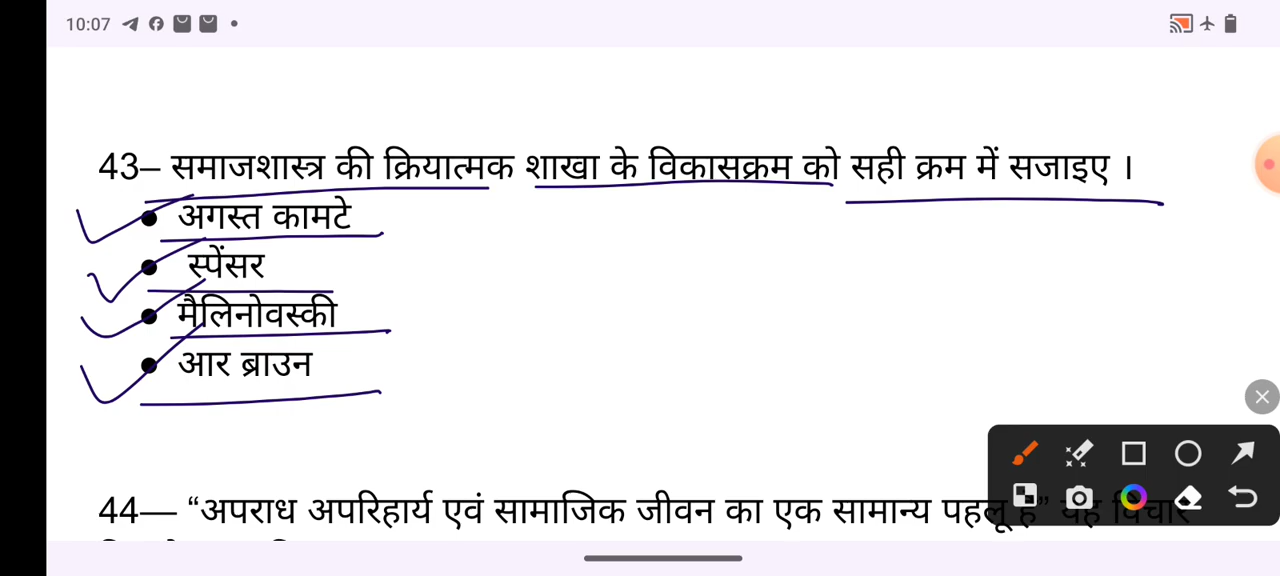 10:07
43– समाजशास्त्र की क्रियात्मक शाखा के विकासक्रम को सही क्रम में सजाइए ।
● अगस्त कामटे
● स्पेंसर
● मैलिनोवस्की
● आर ब्राउन
44— “अपराध अपरिहार्य एवं सामाजिक जीवन का एक सामान्य पहलू है” यह विचार